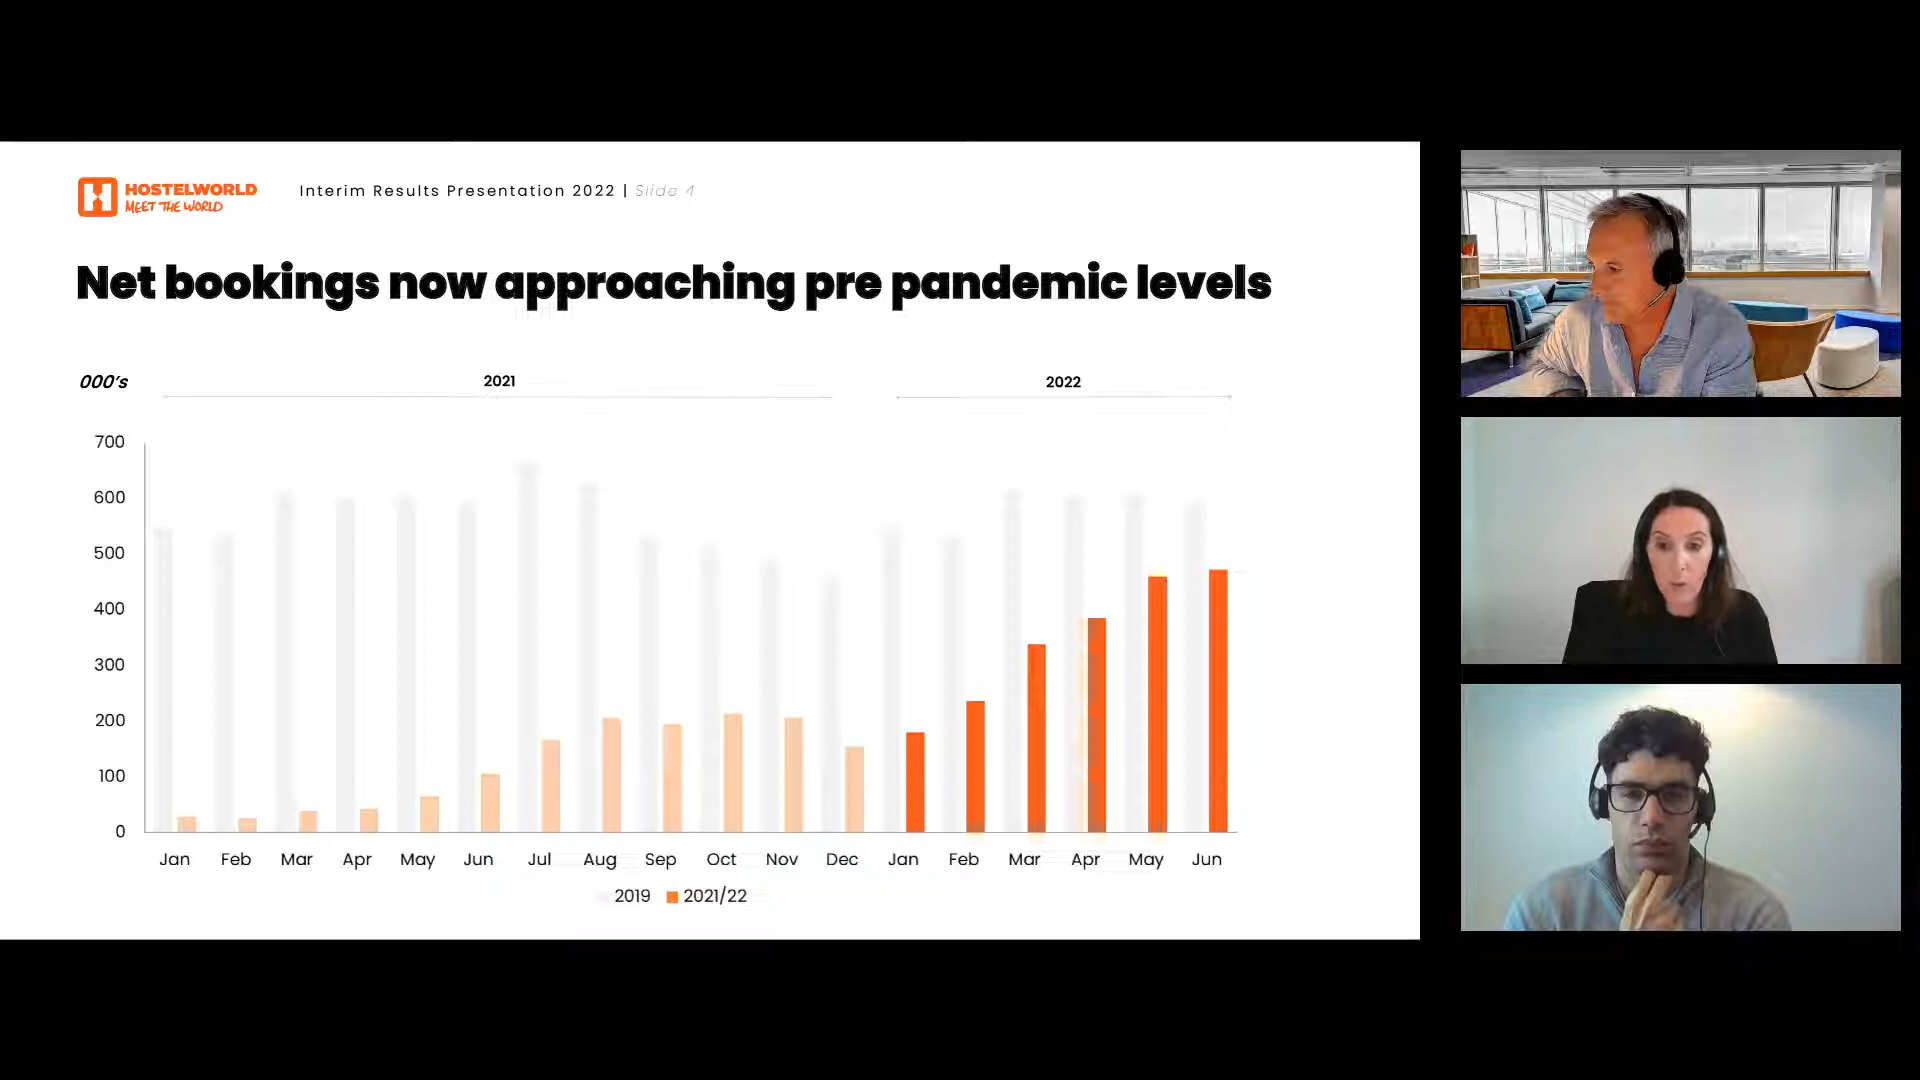 HOSTELWORLD
MEET THE WORLD
Interim Results Presentation 2022 | Slide 4
Net bookings now approaching pre pandemic levels
000's
2021
2022
700
600
500
400
300
200
100
0
Jan Feb Mar Apr May Jun Jul Aug Sep Oct Nov Dec Jan Feb Mar Apr May Jun
2019 2021/22